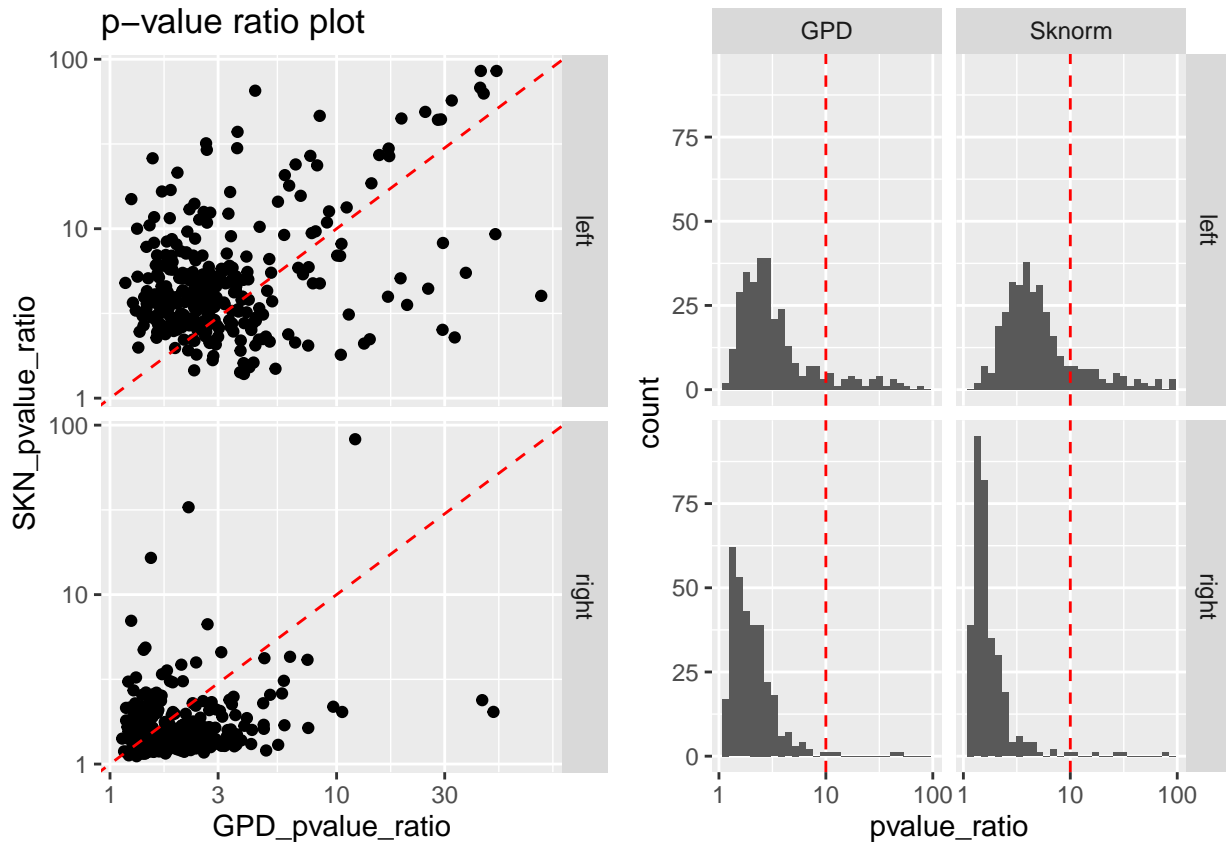 p−value ratio plot
SKN_pvalue_ratio
100
10
1
left
100
10
1
right
1 3 10 30
GPD_pvalue_ratio
GPD Sknorm
count
75
50
25
0
left
75
50
25
0
right
1 10 100 1 10 100
pvalue_ratio